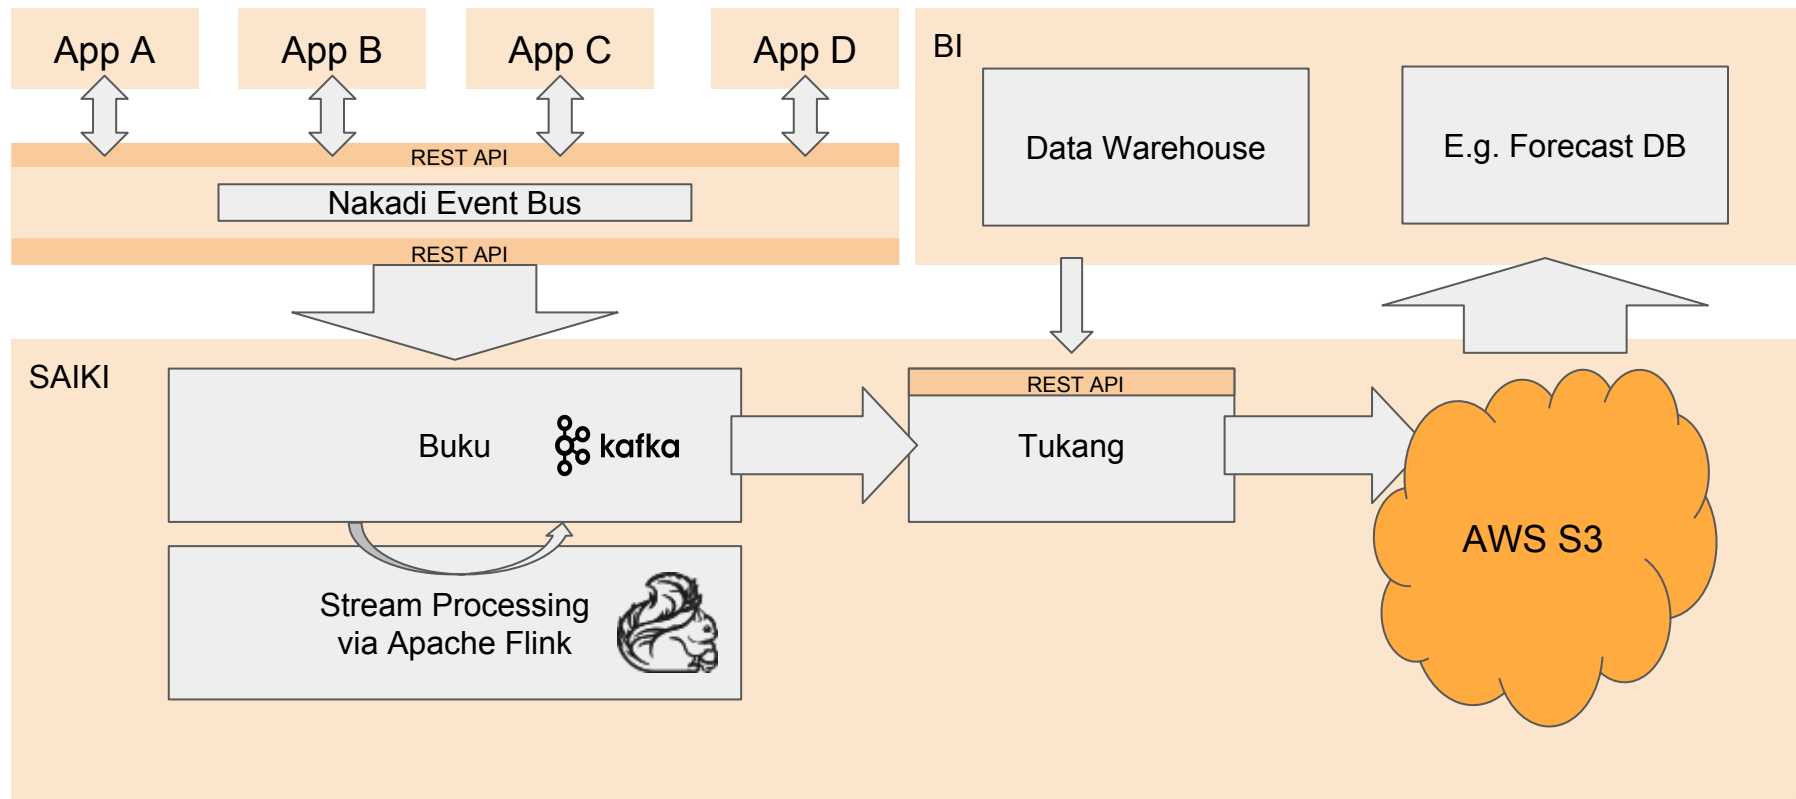 App A
App B
App C
App D
REST API
Nakadi Event Bus
REST API
BI
Data Warehouse
E.g. Forecast DB
SAIKI
Buku
kafka
REST API
Tukang
AWS S3
Stream Processing
via Apache Flink